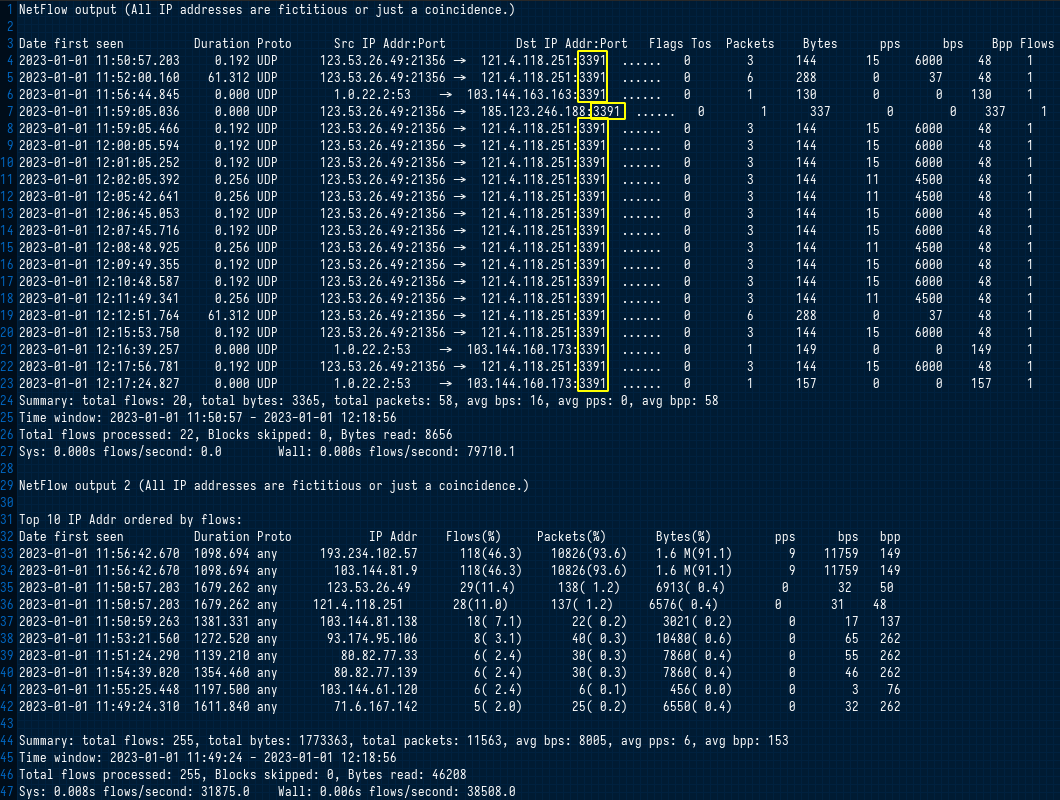 1 NetFlow output (All IP addresses are fictitious or just a coincidence.)
2
3 Date first seen Duration Proto Src IP Addr:Port Dst IP Addr:Port Flags Tos Packets Bytes pps bps Bpp Flows
4 2023-01-01 11:50:57.203 0.192 UDP 123.53.26.49:21356 -> 121.4.118.251:3391 ...... 0 3 144 15 6000 48 1
5 2023-01-01 11:52:00.160 61.312 UDP 123.53.26.49:21356 -> 121.4.118.251:3391 ...... 0 6 288 0 37 48 1
6 2023-01-01 11:56:44.845 0.000 UDP 1.0.22.2:53 -> 103.144.163.163:3391 ...... 0 1 130 0 0 130 1
7 2023-01-01 11:59:05.036 0.000 UDP 123.53.26.49:21356 -> 185.123.246.188:3391 ...... 0 1 337 0 0 337 1
8 2023-01-01 11:59:05.466 0.192 UDP 123.53.26.49:21356 -> 121.4.118.251:3391 ...... 0 3 144 15 6000 48 1
9 2023-01-01 12:00:05.594 0.192 UDP 123.53.26.49:21356 -> 121.4.118.251:3391 ...... 0 3 144 15 6000 48 1
10 2023-01-01 12:01:05.252 0.192 UDP 123.53.26.49:21356 -> 121.4.118.251:3391 ...... 0 3 144 15 6000 48 1
11 2023-01-01 12:02:05.392 0.256 UDP 123.53.26.49:21356 -> 121.4.118.251:3391 ...... 0 3 144 11 4500 48 1
12 2023-01-01 12:05:42.641 0.256 UDP 123.53.26.49:21356 -> 121.4.118.251:3391 ...... 0 3 144 11 4500 48 1
13 2023-01-01 12:06:45.053 0.192 UDP 123.53.26.49:21356 -> 121.4.118.251:3391 ...... 0 3 144 15 6000 48 1
14 2023-01-01 12:07:45.716 0.192 UDP 123.53.26.49:21356 -> 121.4.118.251:3391 ...... 0 3 144 15 6000 48 1
15 2023-01-01 12:08:48.925 0.256 UDP 123.53.26.49:21356 -> 121.4.118.251:3391 ...... 0 3 144 11 4500 48 1
16 2023-01-01 12:09:49.355 0.192 UDP 123.53.26.49:21356 -> 121.4.118.251:3391 ...... 0 3 144 15 6000 48 1
17 2023-01-01 12:10:48.587 0.192 UDP 123.53.26.49:21356 -> 121.4.118.251:3391 ...... 0 3 144 15 6000 48 1
18 2023-01-01 12:11:49.341 0.256 UDP 123.53.26.49:21356 -> 121.4.118.251:3391 ...... 0 3 144 11 4500 48 1
19 2023-01-01 12:12:51.764 61.312 UDP 123.53.26.49:21356 -> 121.4.118.251:3391 ...... 0 6 288 0 37 48 1
20 2023-01-01 12:15:53.750 0.192 UDP 123.53.26.49:21356 -> 121.4.118.251:3391 ...... 0 3 144 15 6000 48 1
21 2023-01-01 12:16:39.257 0.000 UDP 1.0.22.2:53 -> 103.144.160.173:3391 ...... 0 1 149 0 0 149 1
22 2023-01-01 12:17:56.781 0.192 UDP 123.53.26.49:21356 -> 121.4.118.251:3391 ...... 0 3 144 15 6000 48 1
23 2023-01-01 12:17:24.827 0.000 UDP 1.0.22.2:53 -> 103.144.160.173:3391 ...... 0 1 157 0 0 157 1
24 Summary: total flows: 20, total bytes: 3365, total packets: 58, avg bps: 16, avg pps: 0, avg bpp: 58
25 Time window: 2023-01-01 11:50:57 - 2023-01-01 12:18:56
26 Total flows processed: 22, Blocks skipped: 0, Bytes read: 8656
27 Sys: 0.000s flows/second: 0.0 Wall: 0.000s flows/second: 79710.1
28
29 NetFlow output 2 (All IP addresses are fictitious or just a coincidence.)
30
31 Top 10 IP Addr ordered by flows:
32 Date first seen Duration Proto IP Addr Flows(%) Packets(%) Bytes(%) pps bps bpp
33 2023-01-01 11:56:42.670 1098.694 any 193.234.102.57 118(46.3) 10826(93.6) 1.6 M(91.1) 9 11759 149
34 2023-01-01 11:56:42.670 1098.694 any 103.144.81.9 118(46.3) 10826(93.6) 1.6 M(91.1) 9 11759 149
35 2023-01-01 11:50:57.203 1679.262 any 123.53.26.49 29(11.4) 138( 1.2) 6913( 0.4) 0 32 50
36 2023-01-01 11:50:57.203 1679.262 any 121.4.118.251 28(11.0) 137( 1.2) 6576( 0.4) 0 31 48
37 2023-01-01 11:50:59.263 1381.331 any 103.144.81.138 18( 7.1) 22( 0.2) 3021( 0.2) 0 17 137
38 2023-01-01 11:53:21.560 1272.520 any 93.174.95.106 8( 3.1) 40( 0.3) 10480( 0.6) 0 65 262
39 2023-01-01 11:51:24.290 1139.210 any 80.82.77.33 6( 2.4) 30( 0.3) 7860( 0.4) 0 55 262
40 2023-01-01 11:54:39.020 1354.460 any 80.82.77.139 6( 2.4) 30( 0.3) 7860( 0.4) 0 46 262
41 2023-01-01 11:55:25.448 1197.500 any 103.144.61.120 6( 2.4) 6( 0.1) 456( 0.0) 0 3 76
42 2023-01-01 11:49:24.310 1611.840 any 71.6.167.142 5( 2.0) 25( 0.2) 6550( 0.4) 0 32 262
43
44 Summary: total flows: 255, total bytes: 1773363, total packets: 11563, avg bps: 8005, avg pps: 6, avg bpp: 153
45 Time window: 2023-01-01 11:49:24 - 2023-01-01 12:18:56
46 Total flows processed: 255, Blocks skipped: 0, Bytes read: 46208
47 Sys: 0.008s flows/second: 31875.0 Wall: 0.006s flows/second: 38508.0